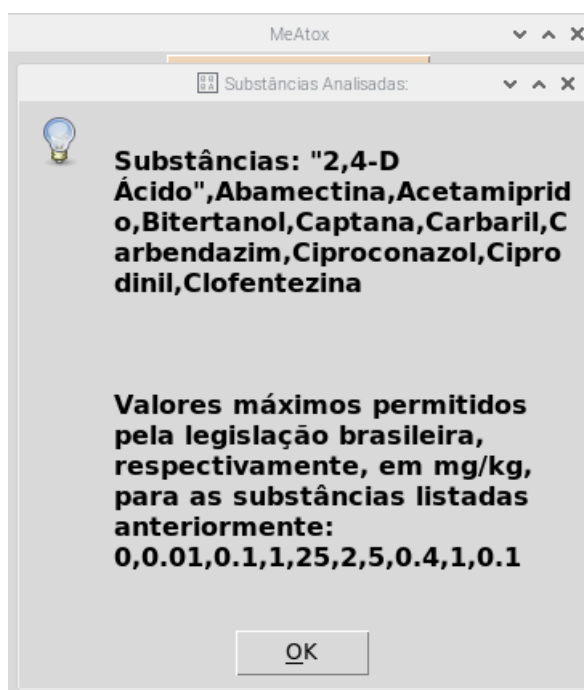 MeAtox
Substâncias Analisadas:
Substâncias: "2,4-D
Ácido",Abamectina,Acetamiprid
o,Bitertanol,Captana,Carbaril,C
arbendazim,Ciproconazol,Cipro
dinil,Clofentezina
Valores máximos permitidos
pela legislação brasileira,
respectivamente, em mg/kg,
para as substâncias listadas
anteriormente:
0,0.01,0.1,1,25,2,5,0.4,1,0.1
OK